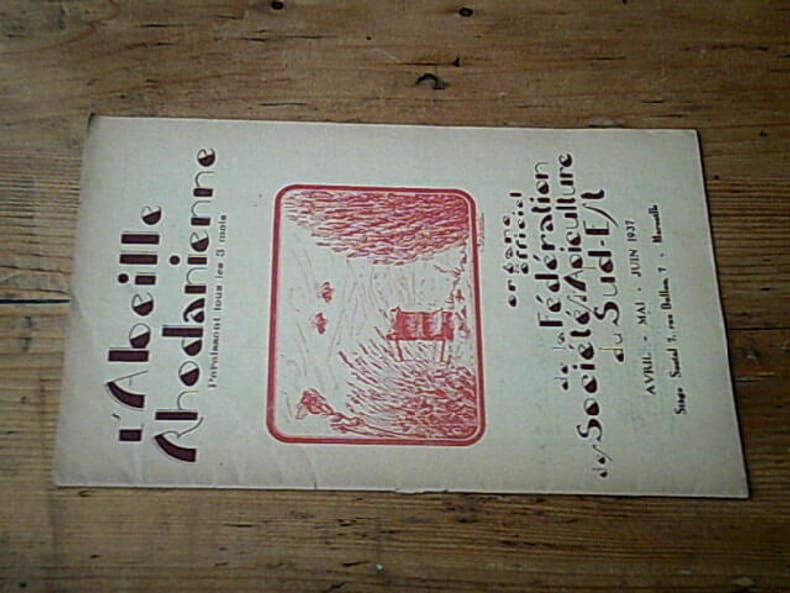 L'Abeille
Rhodanienne
Paraissant tous les 3 mois
organe
officiel
de la Fédération
des Sociétés d'Apiculture
du Sud-Est
AVRIL - MAI - JUIN 1937
Siège Social 7, rue 7 - Marseille